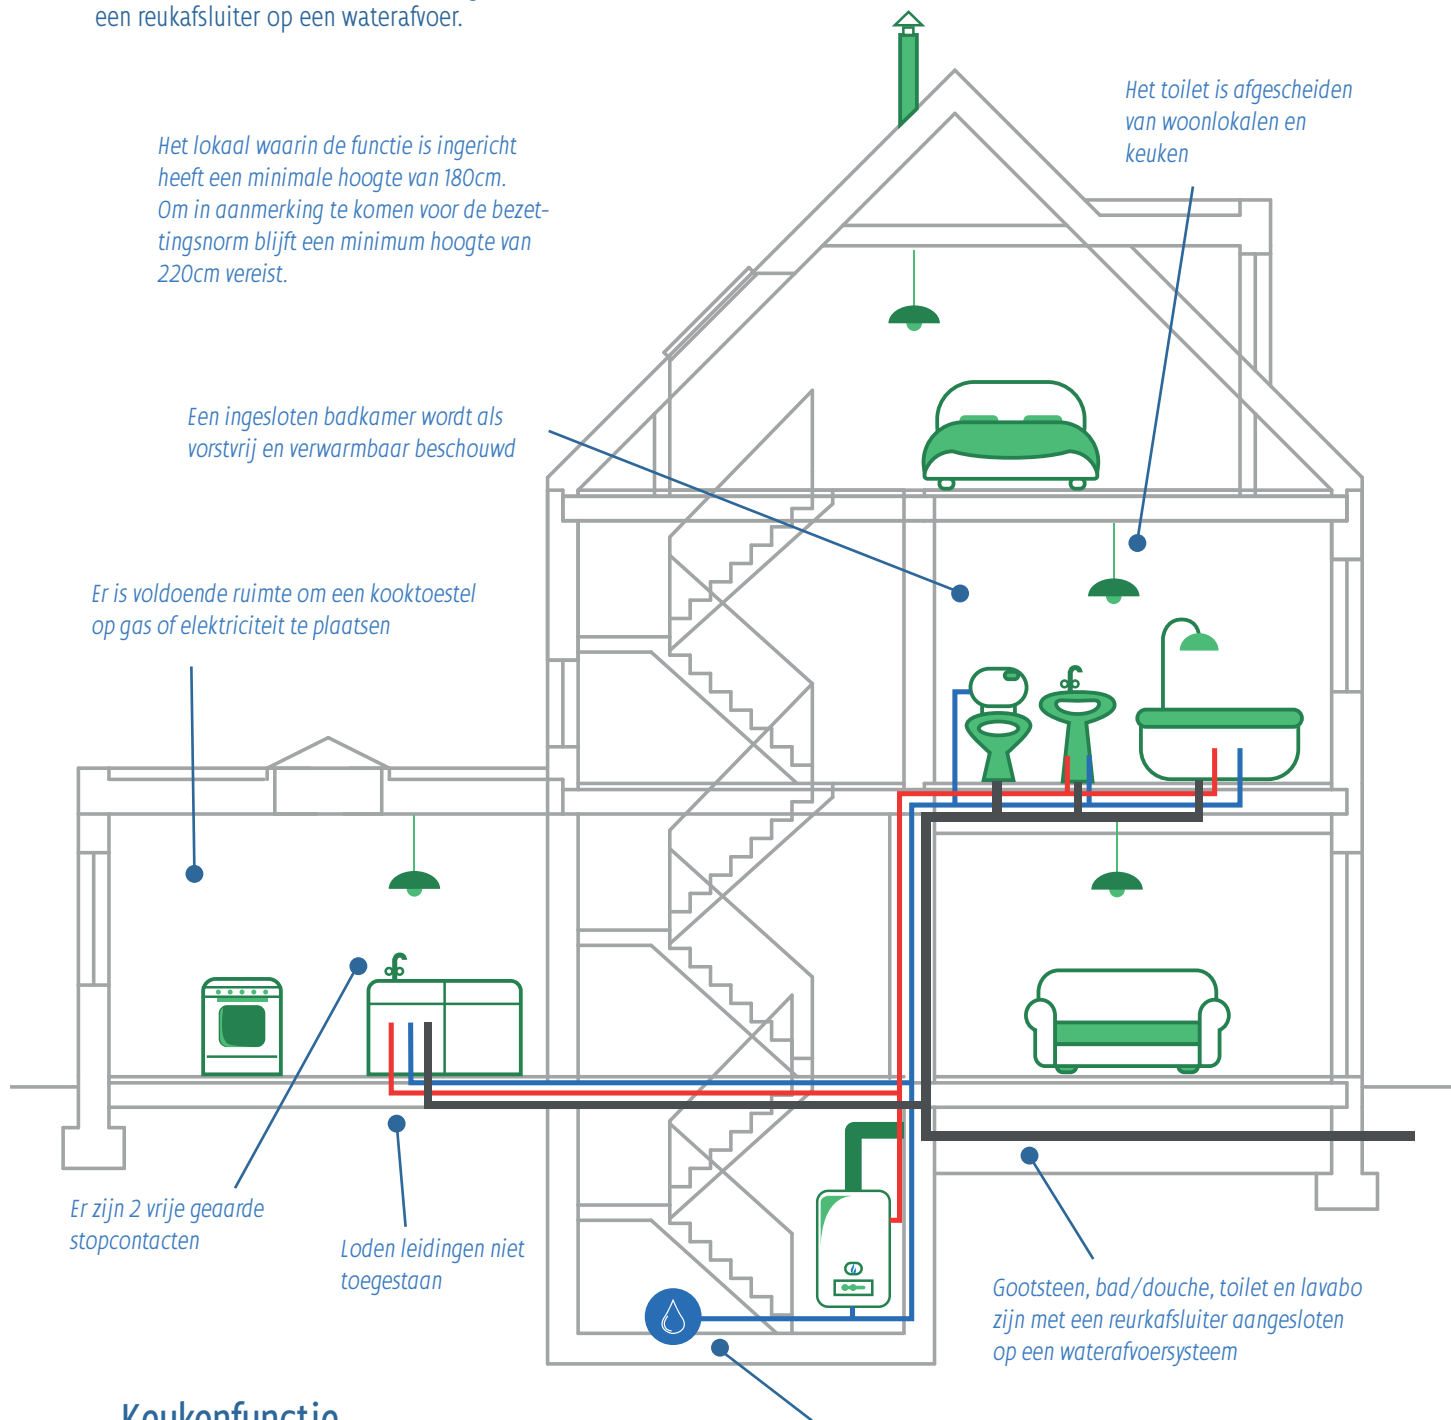 een reukafsluiter op een waterafvoer.
Het lokaal waarin de functie is ingericht
heeft een minimale hoogte van 180cm.
Om in aanmerking te komen voor de bezet-
tingsnorm blijft een minimum hoogte van
220cm vereist.
Het toilet is afgescheiden
van woonlokalen en
keuken
Een ingesloten badkamer wordt als
vorstvrij en verwarmbaar beschouwd
Er is voldoende ruimte om een kooktoestel
op gas of elektriciteit te plaatsen
Er zijn 2 vrije geaarde
stopcontacten
Loden leidingen niet
toegestaan
Gootsteen, bad/douche, toilet en lavabo
zijn met een reurkafsluiter aangesloten
op een waterafvoersysteem
Keukenfunctie